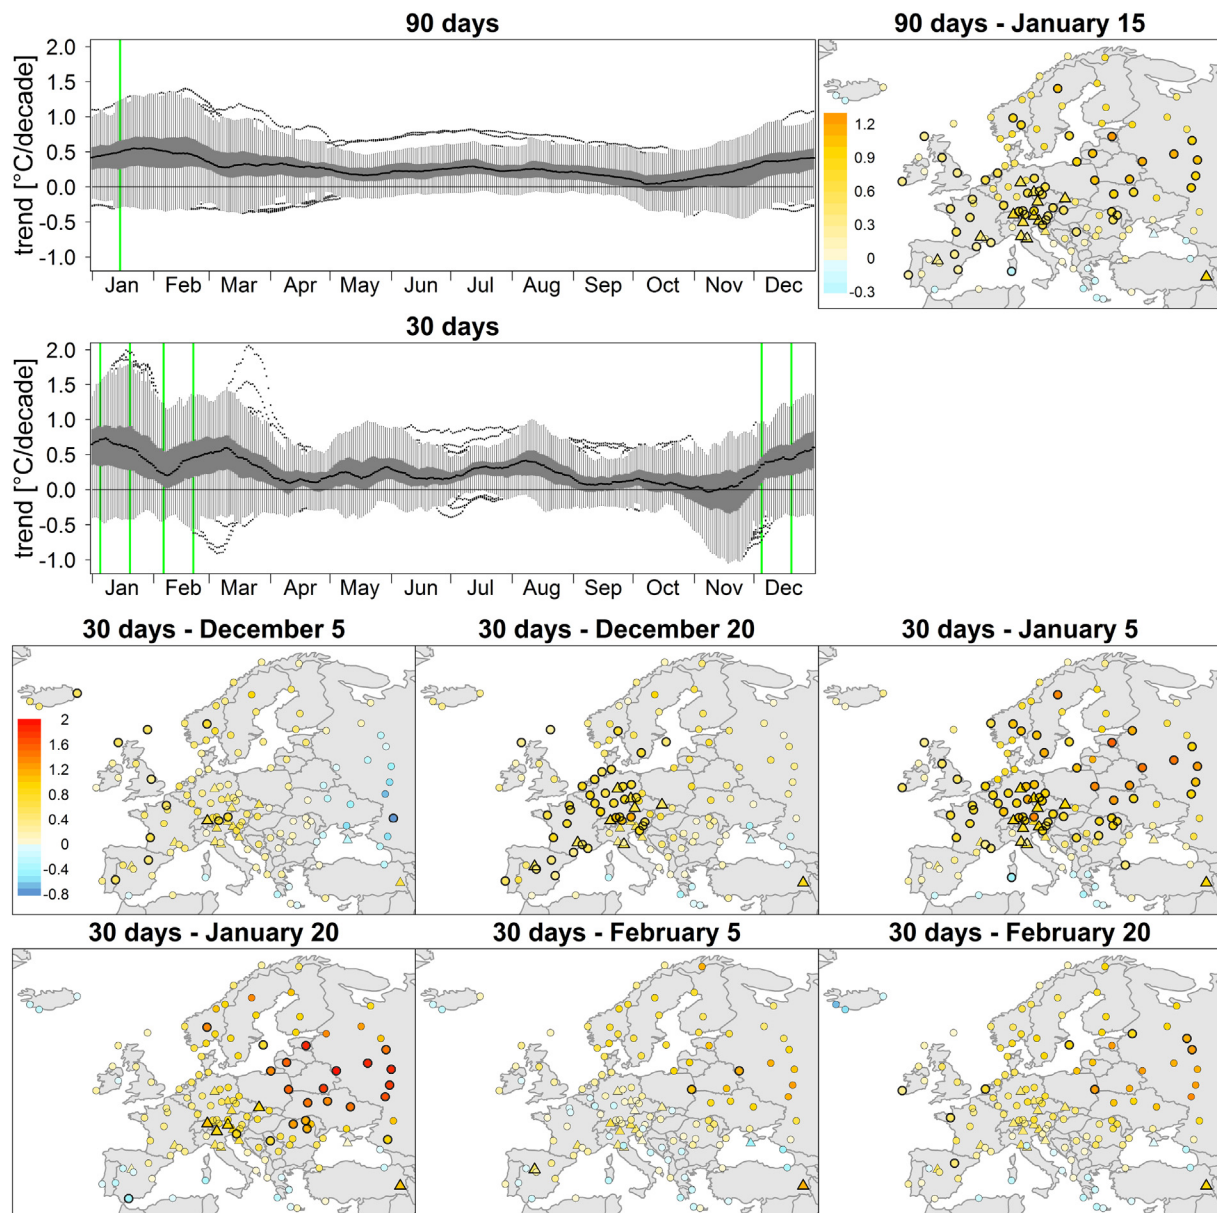 90 days
90 days - January 15
trend [°C/decade]
2.0
1.5
1.0
0.5
0.0
-0.5
-1.0
Jan Feb Mar Apr May Jun Jul Aug Sep Oct Nov Dec
1.2
0.9
0.6
0.3
0
-0.3
30 days
trend [°C/decade]
2.0
1.5
1.0
0.5
0.0
-0.5
-1.0
Jan Feb Mar Apr May Jun Jul Aug Sep Oct Nov Dec
30 days - December 5
30 days - December 20
30 days - January 5
2
1.6
1.2
0.8
0.4
0
-0.4
-0.8
30 days - January 20
30 days - February 5
30 days - February 20